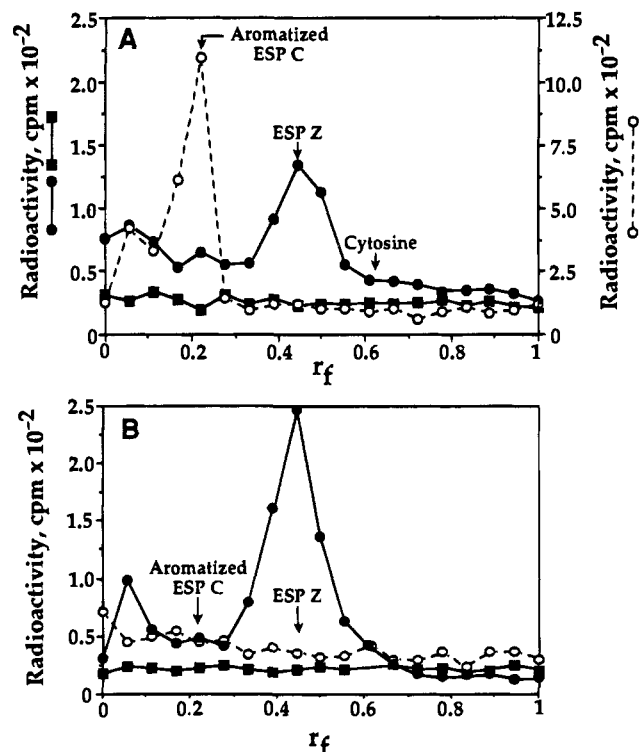 A
Aromatized
ESP C
ESP Z
Cytosine
Radioactivity, cpm x 10-2
2.5
2.0
1.5
1.0
0.5
0
Radioactivity, cpm x 10-2
12.5
10.0
7.5
5.0
2.5
0
0 0.2 0.4 0.6 0.8 1
rf
B
Aromatized
ESP C
ESP Z
Radioactivity, cpm x 10-2
2.5
2.0
1.5
1.0
0.5
0
0 0.2 0.4 0.6 0.8 1
rf